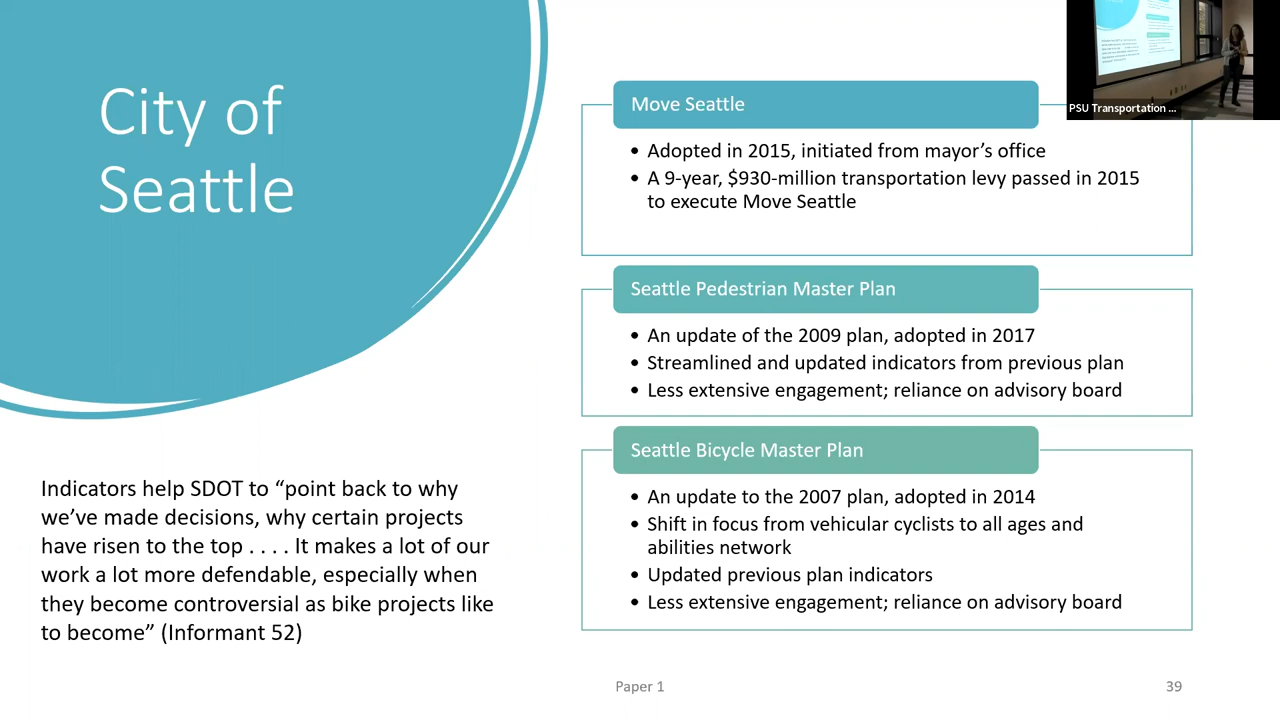 City of
Seattle
Indicators help SDOT to “point back to why
we’ve made decisions, why certain projects
have risen to the top . . . . It makes a lot of our
work a lot more defendable, especially when
they become controversial as bike projects like
to become” (Informant 52)
Move Seattle
• Adopted in 2015, initiated from mayor’s office
• A 9-year, $930-million transportation levy passed in 2015
to execute Move Seattle
Seattle Pedestrian Master Plan
• An update of the 2009 plan, adopted in 2017
• Streamlined and updated indicators from previous plan
• Less extensive engagement; reliance on advisory board
Seattle Bicycle Master Plan
• An update to the 2007 plan, adopted in 2014
• Shift in focus from vehicular cyclists to all ages and
abilities network
• Updated previous plan indicators
• Less extensive engagement; reliance on advisory board
Paper 1
39
PSU Transportation ...